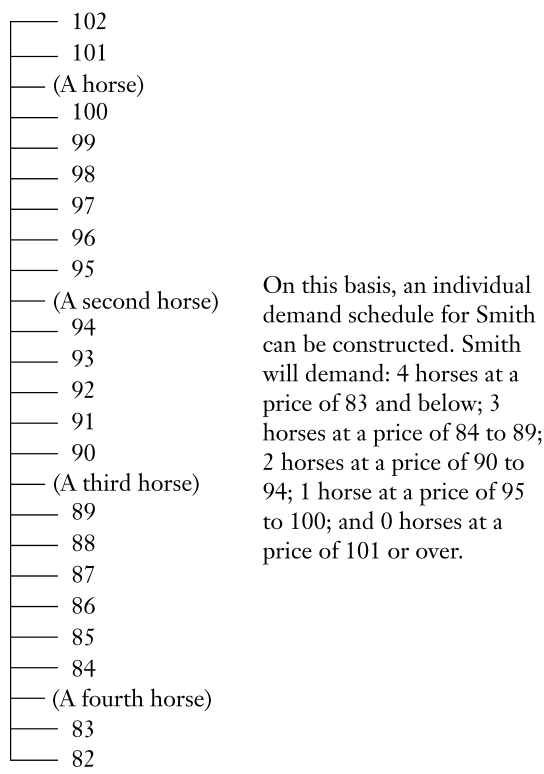 102
101
(A horse)
100
99
98
97
96
95
(A second horse)
94
93
92
91
90
(A third horse)
89
88
87
86
85
84
(A fourth horse)
83
82
On this basis, an individual
demand schedule for Smith
can be constructed. Smith
will demand: 4 horses at a
price of 83 and below; 3
horses at a price of 84 to 89;
2 horses at a price of 90 to
94; 1 horse at a price of 95
to 100; and 0 horses at a
price of 101 or over.